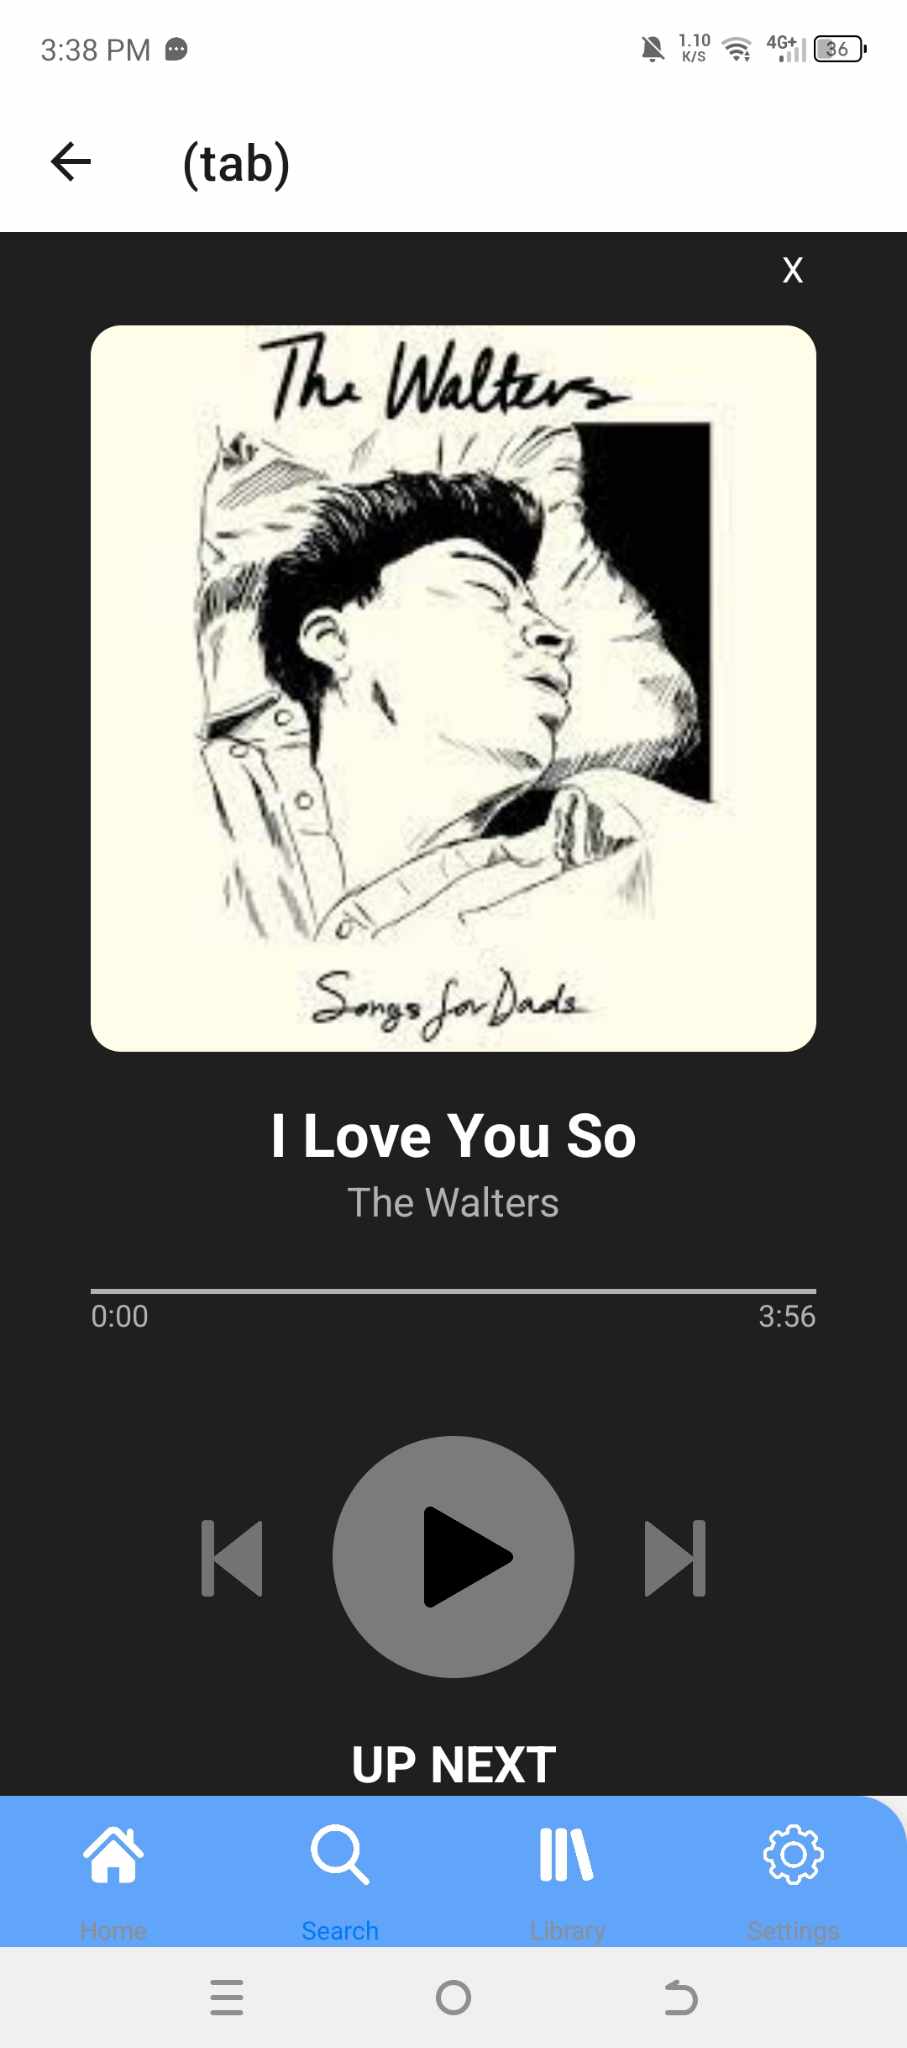 3:38 PM
1.10 K/S
4G+
36
(tab)
X
The Walters
Songs for Dads
I Love You So
The Walters
0:00
3:56
UP NEXT
Home
Search
Library
Settings